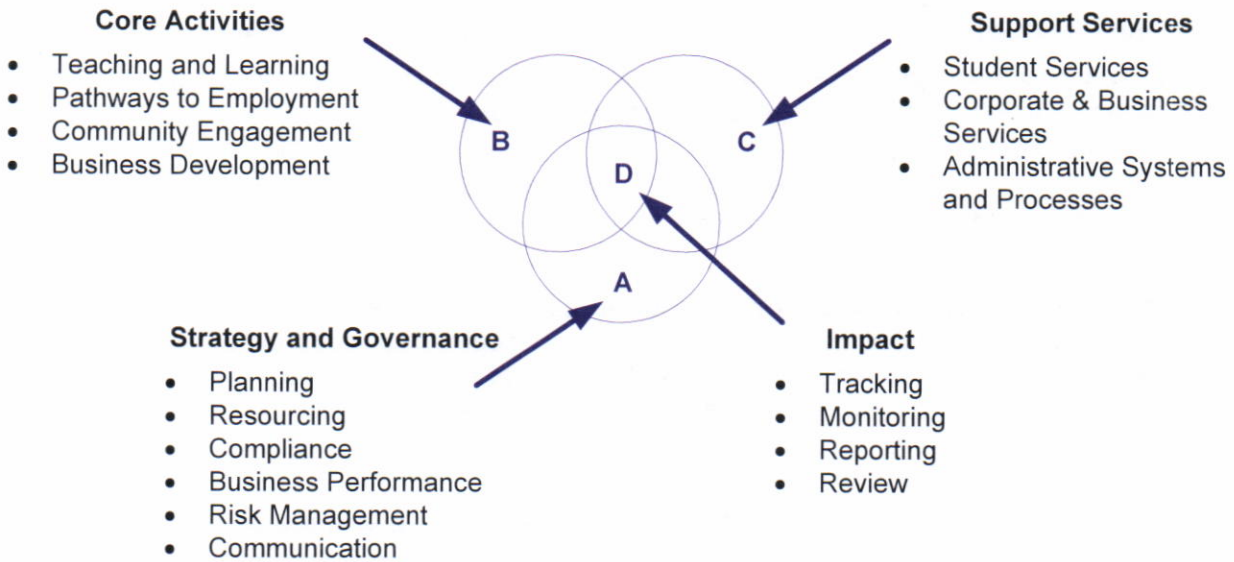 Core Activities
• Teaching and Learning
• Pathways to Employment
• Community Engagement
• Business Development
B
C
D
A
Support Services
• Student Services
• Corporate & Business
Services
• Administrative Systems
and Processes
Strategy and Governance
• Planning
• Resourcing
• Compliance
• Business Performance
• Risk Management
• Communication
Impact
• Tracking
• Monitoring
• Reporting
• Review